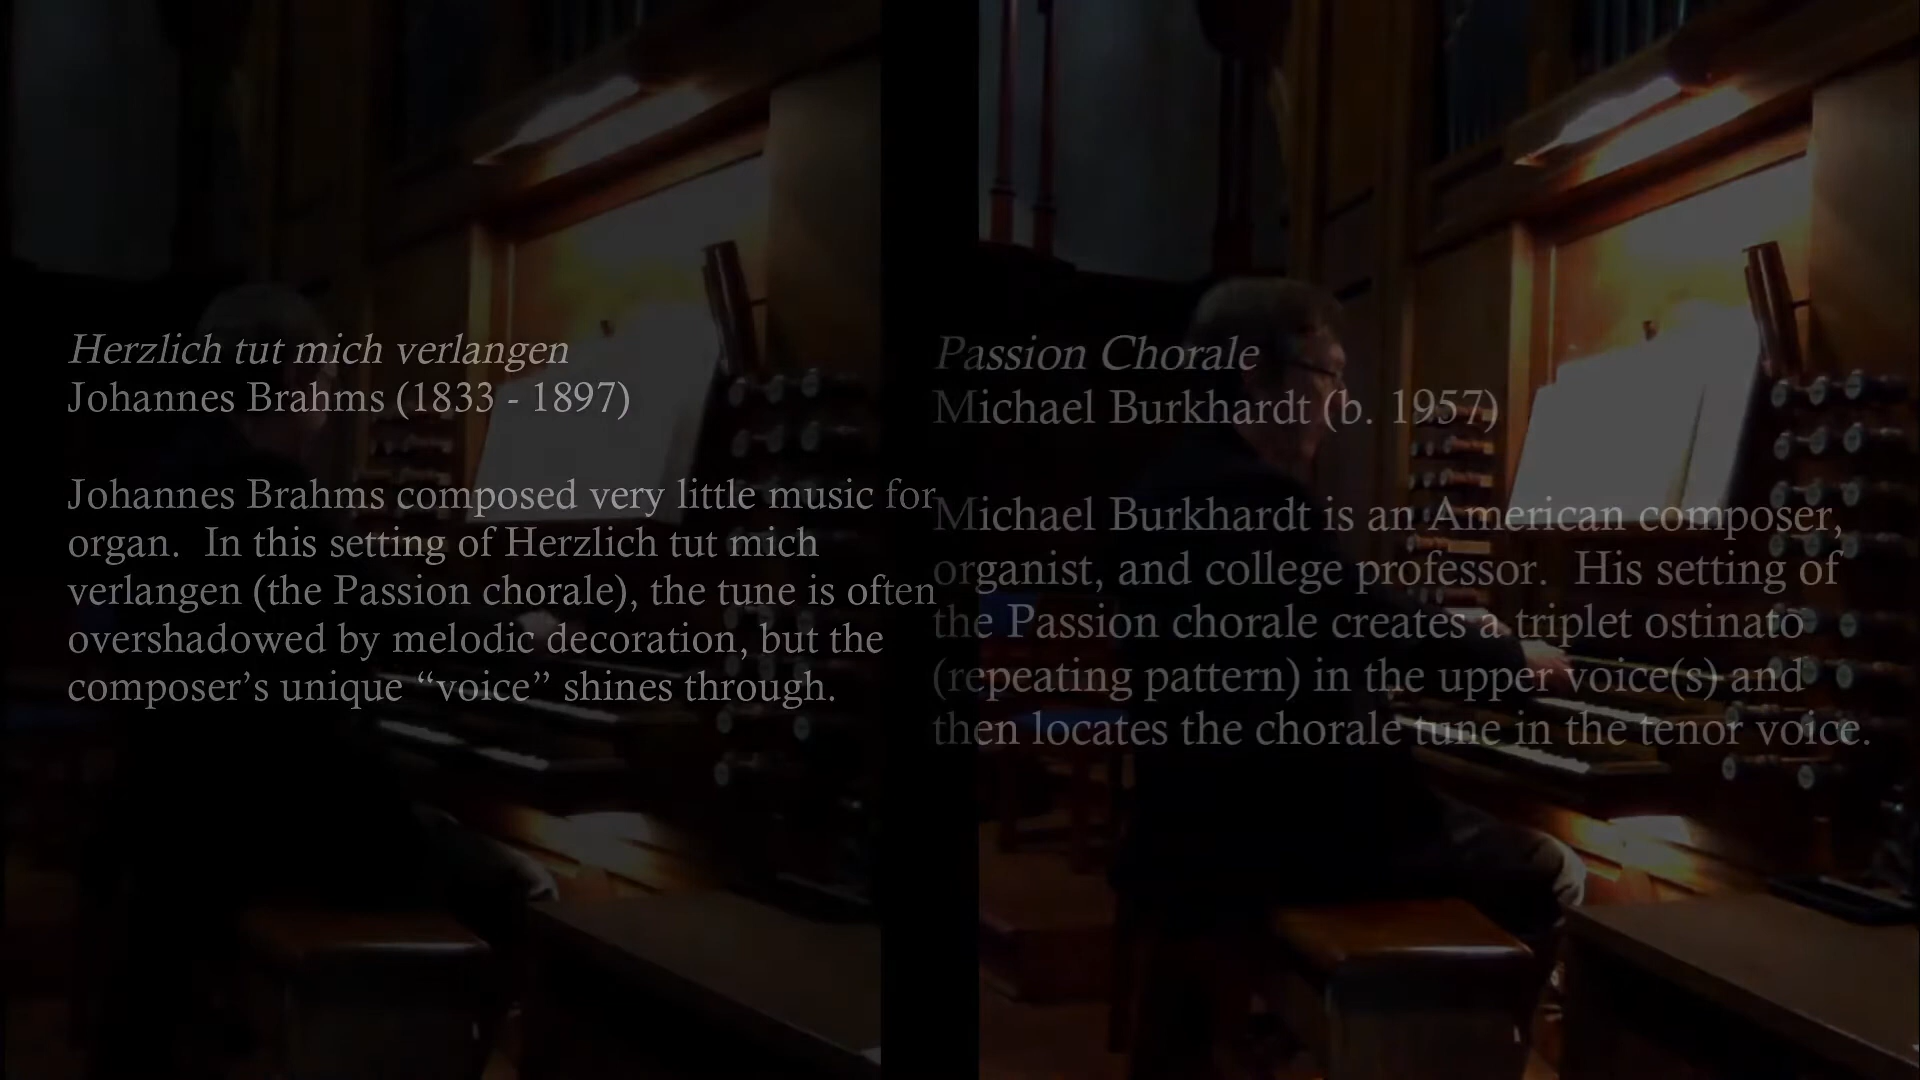 Herzlich tut mich verlangen
Johannes Brahms (1833 - 1897)
Johannes Brahms composed very little music for
organ.  In this setting of Herzlich tut mich
verlangen (the Passion chorale), the tune is often
overshadowed by melodic decoration, but the
composer’s unique “voice” shines through.
Passion Chorale
Michael Burkhardt (b. 1957)
Michael Burkhardt is an American composer,
organist, and college professor.  His setting of
the Passion chorale creates a triplet ostinato
(repeating pattern) in the upper voice(s) and
then locates the chorale tune in the tenor voice.